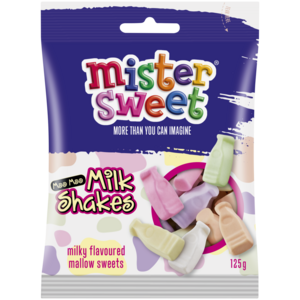 mister®
sweet
MORE THAN YOU CAN IMAGINE
Moo Moo
Milk
Shakes
milky flavoured
mallow sweets
125g